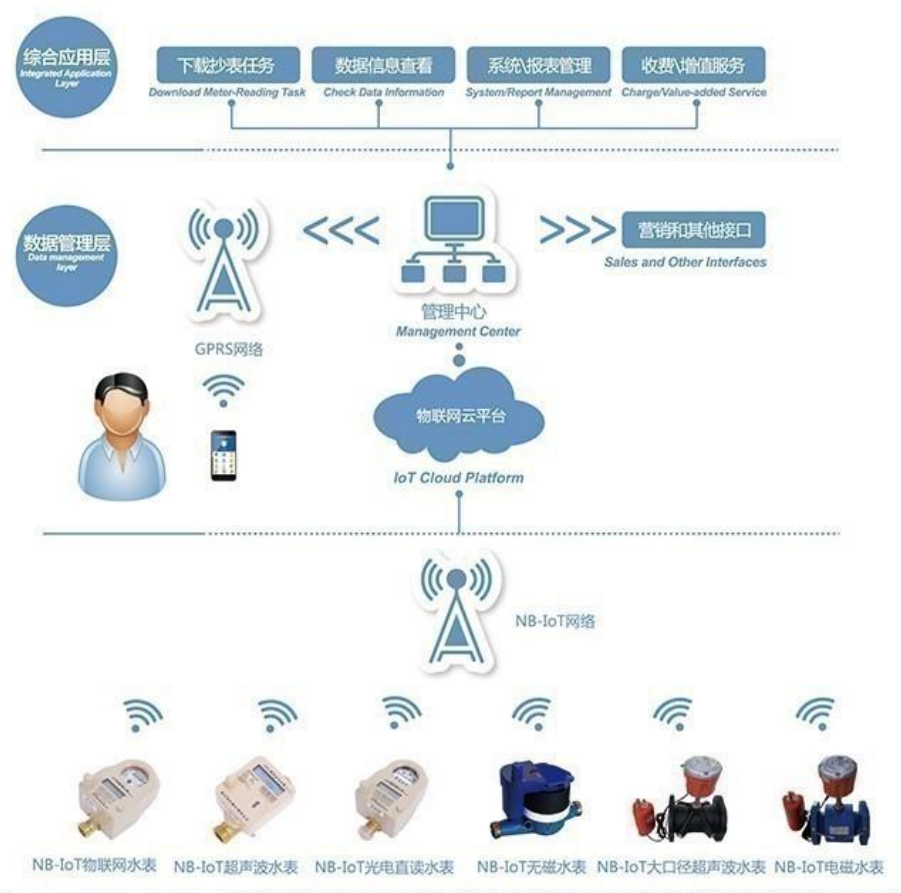 综合应用层
Integrated Application
Layer
下载抄表任务
Download Meter-Reading Task
数据信息查看
Check Data Information
系统\报表管理
System/Report Management
收费\增值服务
Charge/Value-added Service
数据管理层
Data management
layer
GPRS网络
管理中心
Management Center
营销和其他接口
Sales and Other Interfaces
物联网云平台
IoT Cloud Platform
NB-IoT网络
NB-IoT物联网水表
NB-IoT超声波水表
NB-IoT光电直读水表
NB-IoT无磁水表
NB-IoT大口径超声波水表
NB-IoT电磁水表